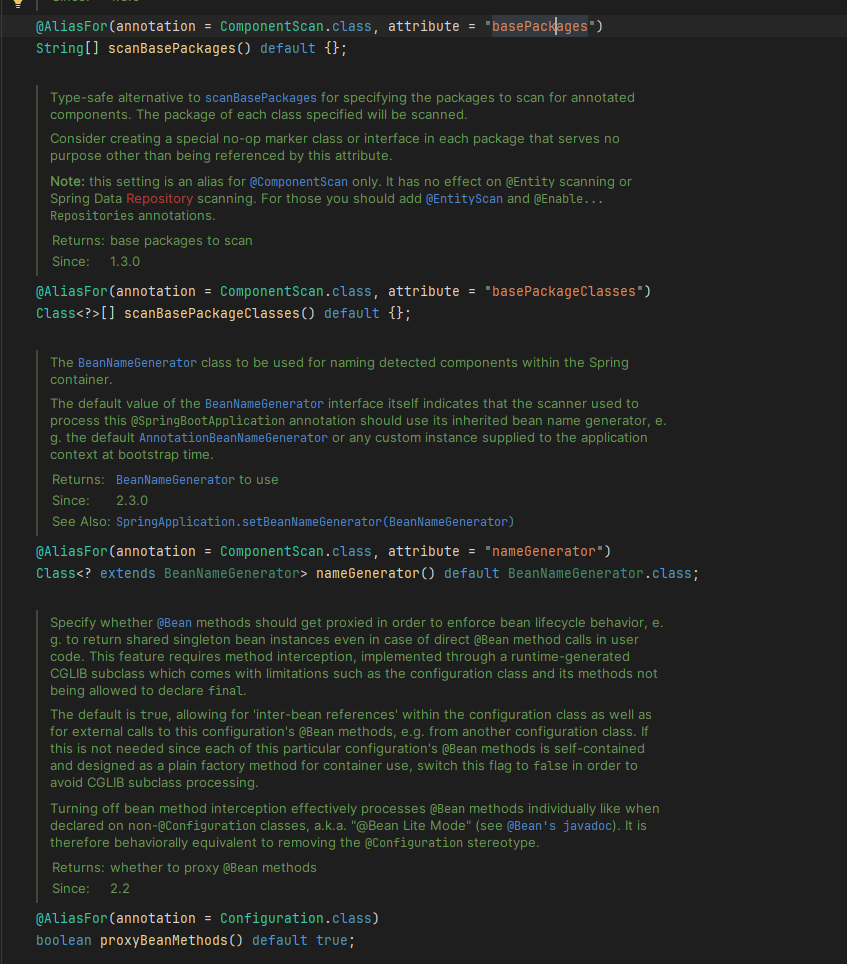 @AliasFor(annotation = ComponentScan.class, attribute = "basePackages")
String[] scanBasePackages() default {};
Type-safe alternative to scanBasePackages for specifying the packages to scan for annotated
components. The package of each class specified will be scanned.
Consider creating a special no-op marker class or interface in each package that serves no
purpose other than being referenced by this attribute.
Note: this setting is an alias for @ComponentScan only. It has no effect on @Entity scanning or
Spring Data Repository scanning. For those you should add @EntityScan and @Enable...
Repositories annotations.
Returns: base packages to scan
Since: 1.3.0
@AliasFor(annotation = ComponentScan.class, attribute = "basePackageClasses")
Class<?>[] scanBasePackageClasses() default {};
The BeanNameGenerator class to be used for naming detected components within the Spring
container.
The default value of the BeanNameGenerator interface itself indicates that the scanner used to
process this @SpringBootApplication annotation should use its inherited bean name generator, e.
g. the default AnnotationBeanNameGenerator or any custom instance supplied to the application
context at bootstrap time.
Returns: BeanNameGenerator to use
Since: 2.3.0
See Also: SpringApplication.setBeanNameGenerator(BeanNameGenerator)
@AliasFor(annotation = ComponentScan.class, attribute = "nameGenerator")
Class<? extends BeanNameGenerator> nameGenerator() default BeanNameGenerator.class;
Specify whether @Bean methods should get proxied in order to enforce bean lifecycle behavior, e.
g. to return shared singleton bean instances even in case of direct @Bean method calls in user
code. This feature requires method interception, implemented through a runtime-generated
CGLIB subclass which comes with limitations such as the configuration class and its methods not
being allowed to declare final.
The default is true, allowing for 'inter-bean references' within the configuration class as well as
for external calls to this configuration's @Bean methods, e.g. from another configuration class. If
this is not needed since each of this particular configuration's @Bean methods is self-contained
and designed as a plain factory method for container use, switch this flag to false in order to
avoid CGLIB subclass processing.
Turning off bean method interception effectively processes @Bean methods individually like when
declared on non-@Configuration classes, a.k.a. "@Bean Lite Mode" (see @Bean's javadoc). It is
therefore behaviorally equivalent to removing the @Configuration stereotype.
Returns: whether to proxy @Bean methods
Since: 2.2
@AliasFor(annotation = Configuration.class)
boolean proxyBeanMethods() default true;